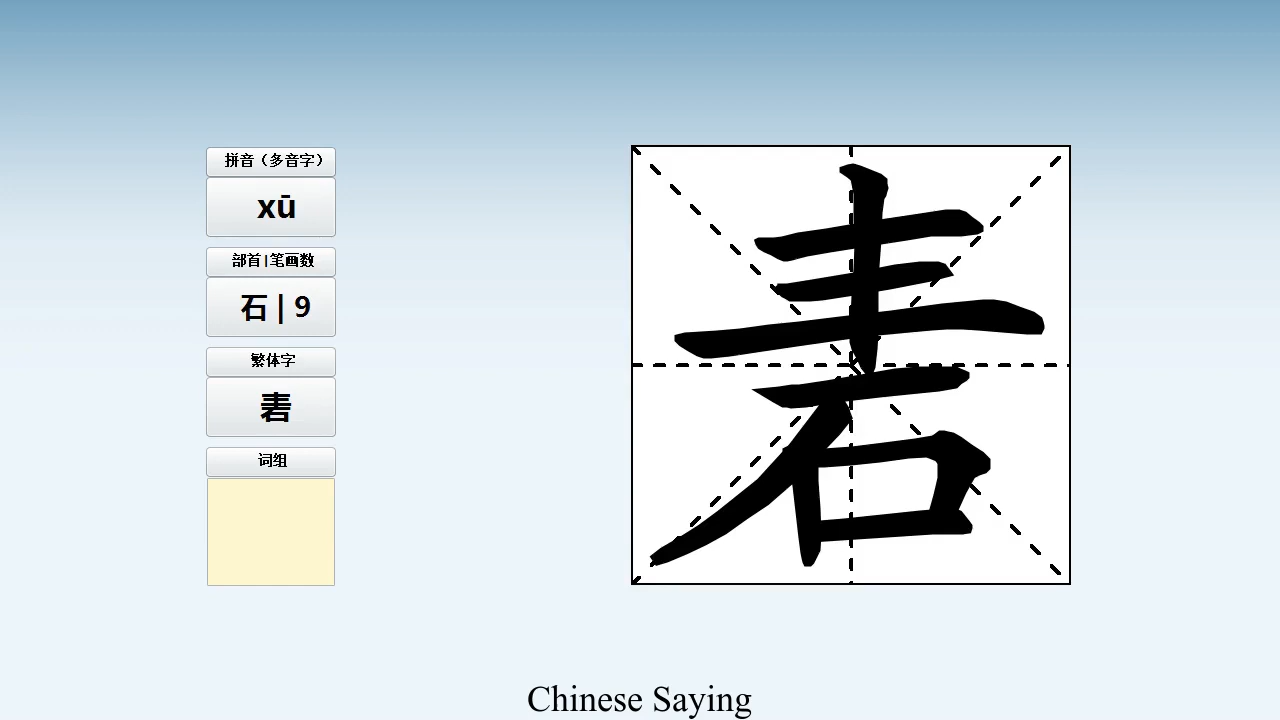 拼音（多音字）
xū
部首|笔画数
石 | 9
繁体字
砉
词组
砉
Chinese Saying